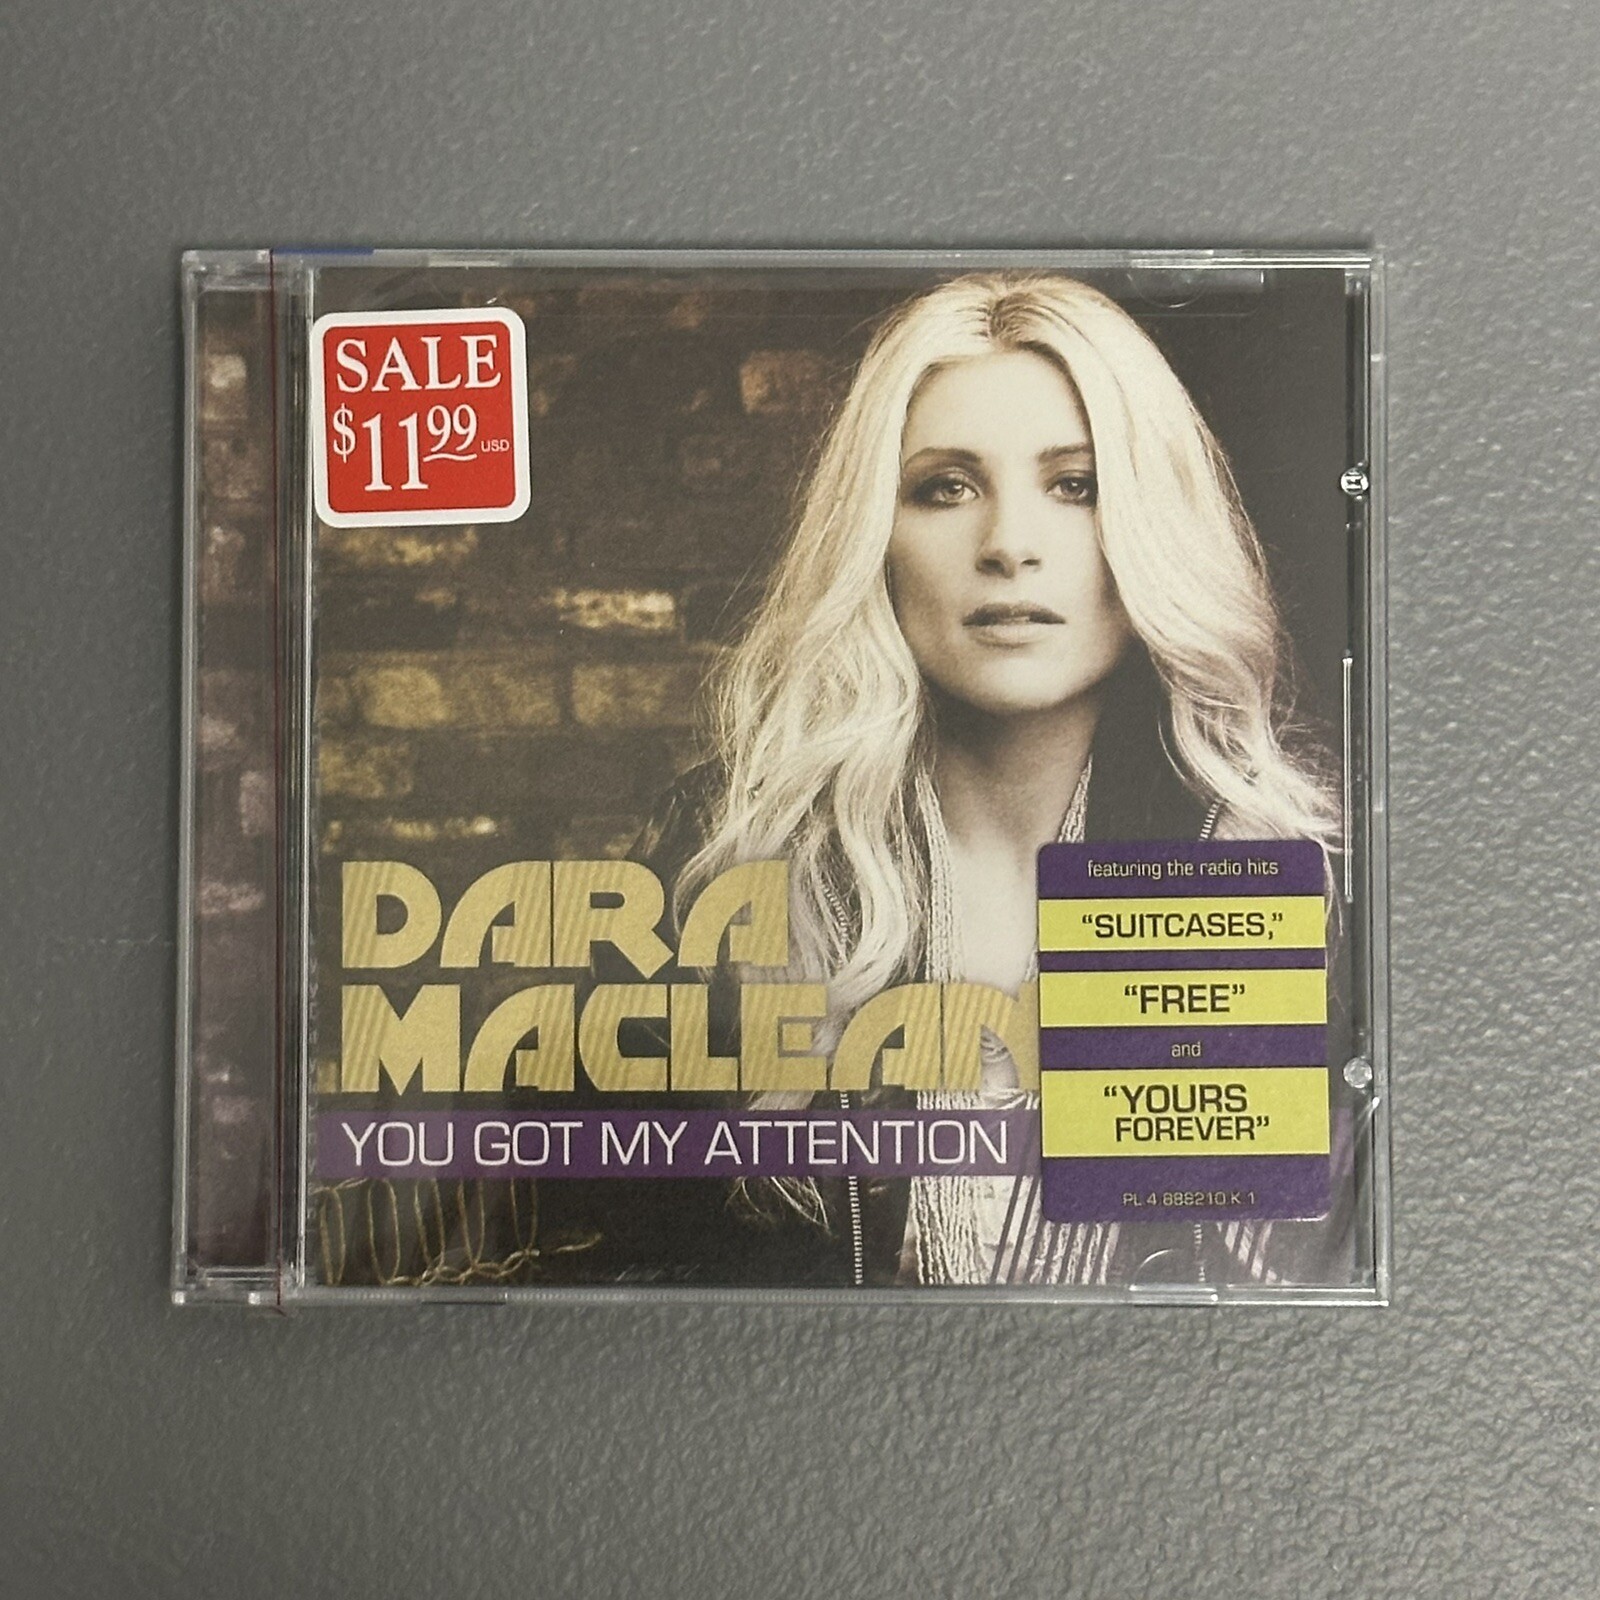 SALE
$11.99 USD
DARA
MACLEAN
YOU GOT MY ATTENTION
featuring the radio hits
“SUITCASES,”
“FREE”
and
“YOURS
FOREVER”
PL 4 888210 K 1